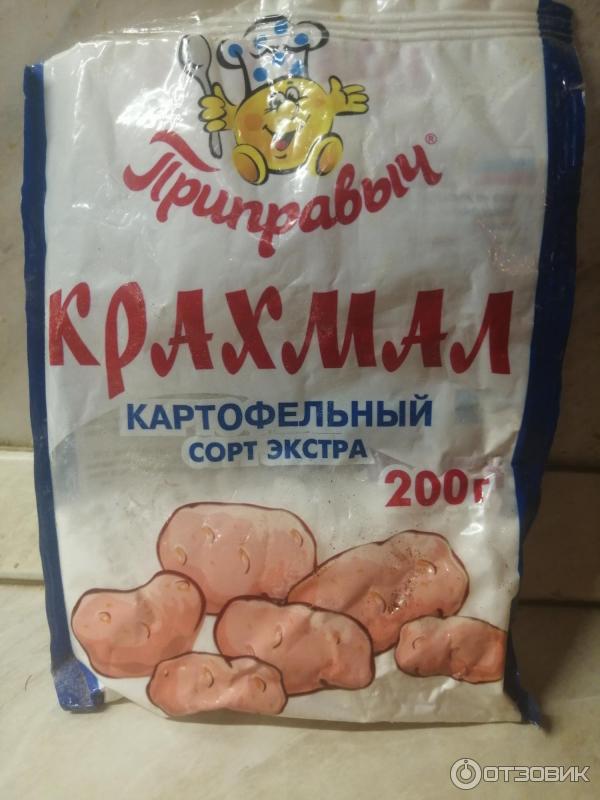 Приправыч®
КРАХМАЛ
КАРТОФЕЛЬНЫЙ
СОРТ ЭКСТРА
200г
ОТЗОВИК